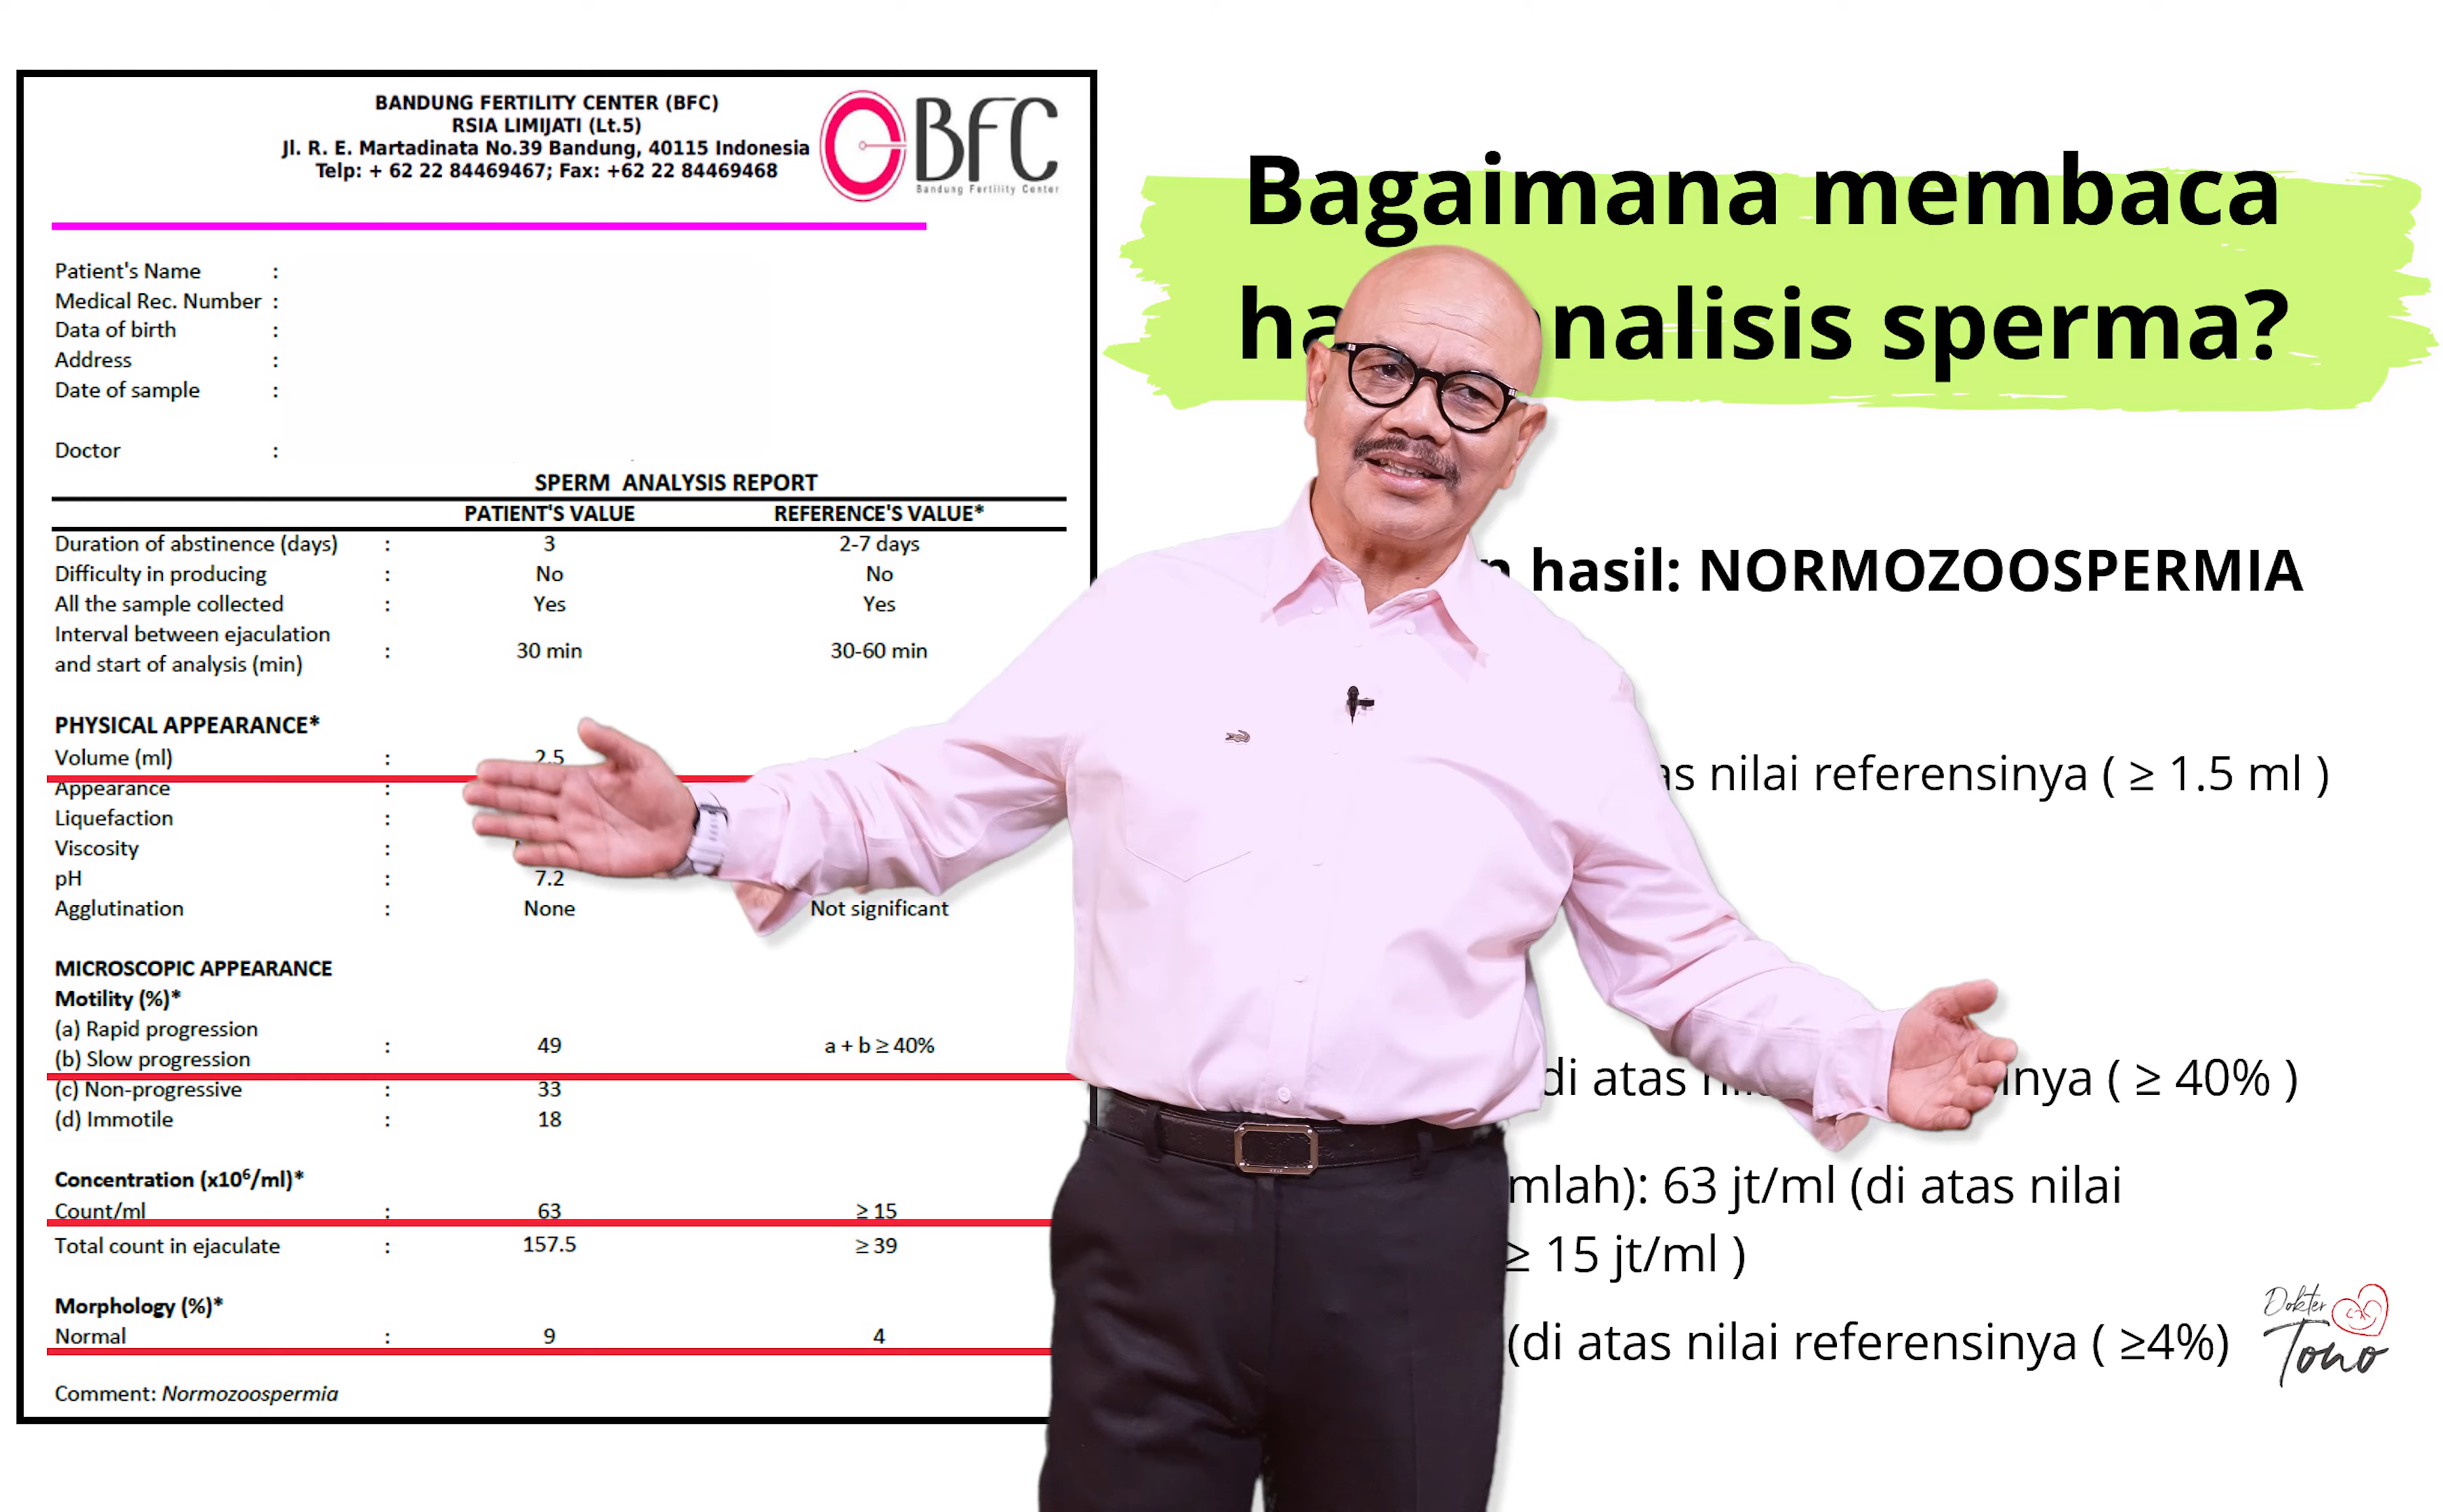 BANDUNG FERTILITY CENTER (BFC)
RSIA LIMIJATI (Lt.5)
Jl. R. E. Martadinata No.39 Bandung, 40115 Indonesia
Telp: + 62 22 84469467; Fax: +62 22 84469468
BFC
Bandung Fertility Center
Patient's Name :
Medical Rec. Number :
Data of birth :
Address :
Date of sample :
Doctor :
SPERM ANALYSIS REPORT
PATIENT'S VALUE REFERENCE'S VALUE*
Duration of abstinence (days) : 3 2-7 days
Difficulty in producing : No No
All the sample collected : Yes Yes
Interval between ejaculation
and start of analysis (min) : 30 min 30-60 min
PHYSICAL APPEARANCE*
Volume (ml) : 2.5
Appearance :
Liquefaction :
Viscosity :
pH : 7.2
Agglutination : None Not significant
MICROSCOPIC APPEARANCE
Motility (%)*
(a) Rapid progression
(b) Slow progression : 49 a + b ≥ 40%
(c) Non-progressive : 33
(d) Immotile : 18
Concentration (x10⁶/ml)*
Count/ml : 63 ≥ 15
Total count in ejaculate : 157.5 ≥ 39
Morphology (%)*
Normal : 9 4
Comment: Normozoospermia
Bagaimana membaca
analisis sperma?
hasil: NORMOZOOSPERMIA
nilai referensinya ( ≥ 1.5 ml )
di atas ( ≥ 40% )
63 jt/ml (di atas nilai
≥ 15 jt/ml )
(di atas nilai referensinya ( ≥4%)
Dokter
Tono